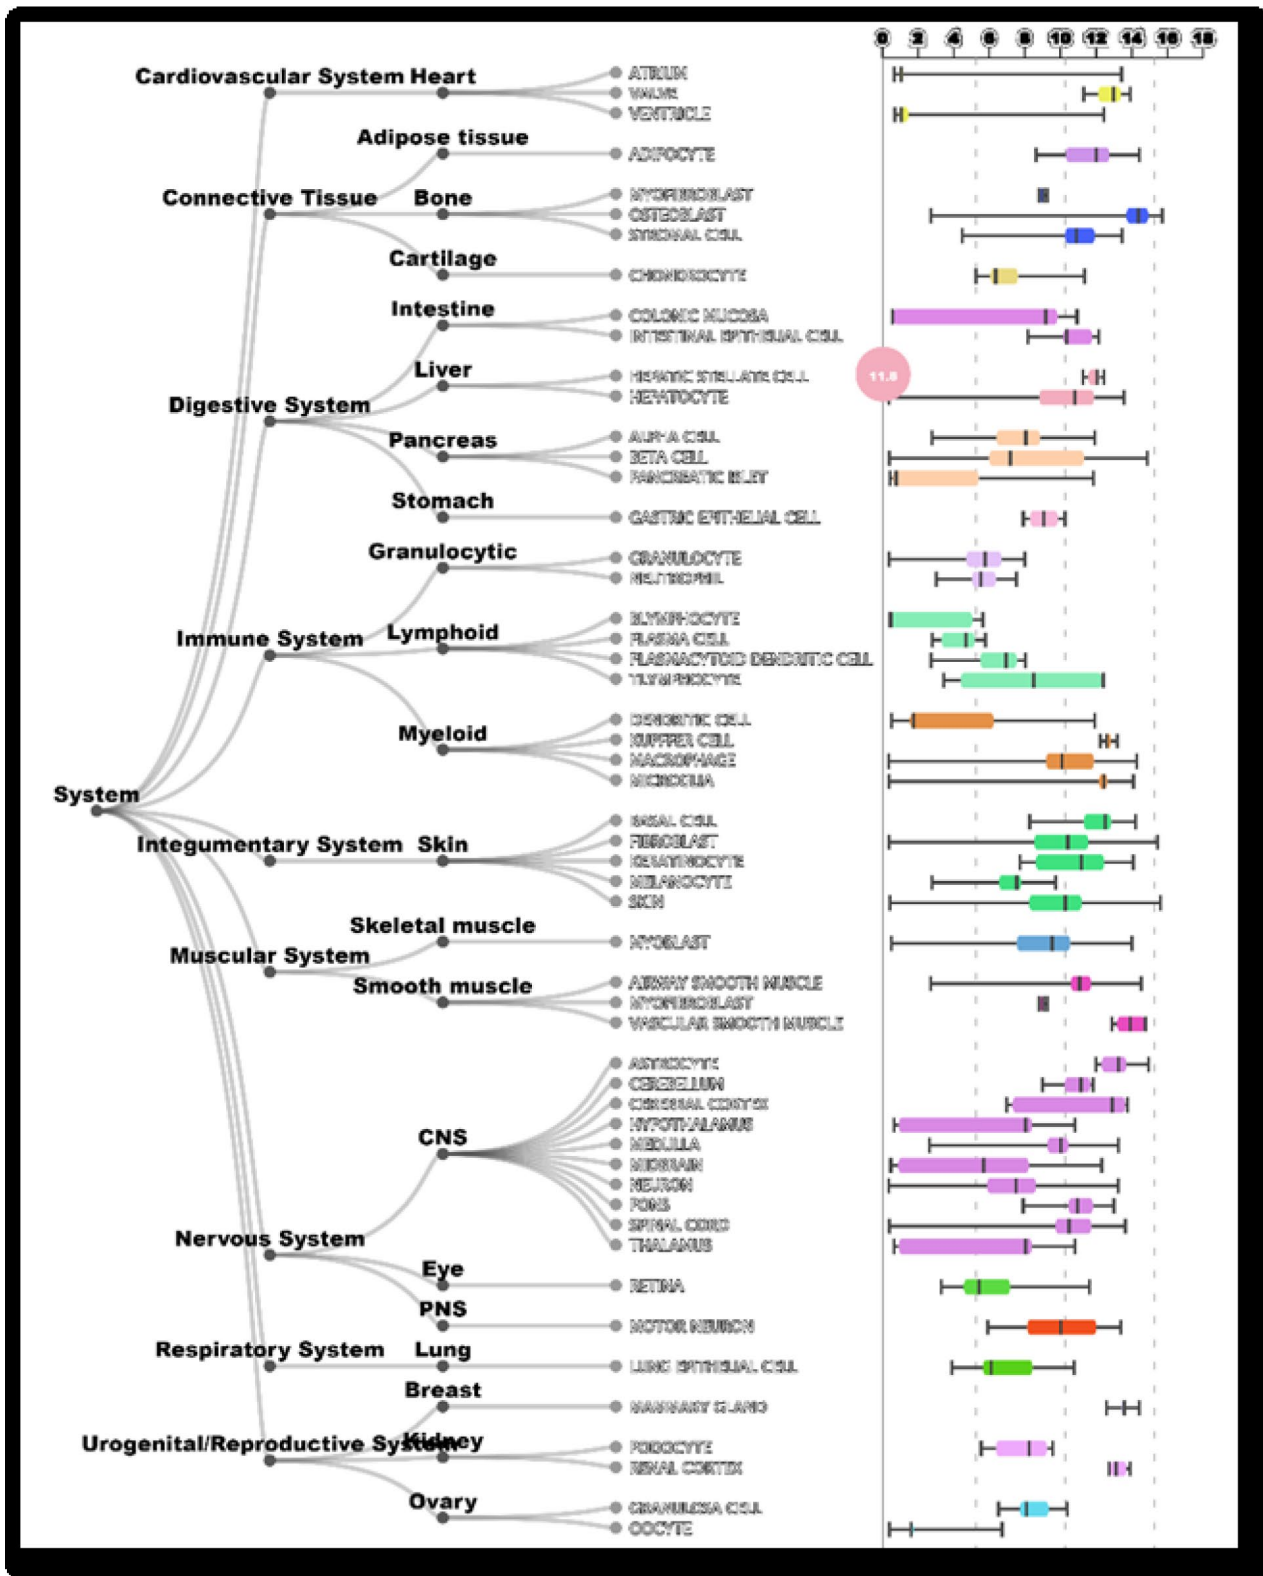 0 2 4 6 8 10 12 14 16 18
Cardiovascular System Heart
ATRIUM
VALVE
VENTRICLE
Adipose tissue
ADIPOCYTE
Connective Tissue Bone
MYOFIBROBLAST
OSTEOBLAST
STROMAL CELL
Cartilage
CHONDROCYTE
Intestine
COLONIC MUCOSA
INTESTINAL EPITHELIAL CELL
Liver
HEPATIC STELLATE CELL
11.8
HEPATOCYTE
Digestive System
Pancreas
ALPHA CELL
BETA CELL
PANCREATIC ISLET
Stomach
GASTRIC EPITHELIAL CELL
Granulocytic
GRANULOCYTE
NEUTROPHIL
Immune System Lymphoid
BLYMPHOCYTE
PLASMA CELL
PLASMACYTOID DENDRITIC CELL
TLYMPHOCYTE
Myeloid
DENDRITIC CELL
KUPFFER CELL
MACROPHAGE
MICROGLIA
System
Integumentary System Skin
BASAL CELL
FIBROBLAST
KERATINOCYTE
MELANOCYTE
SKIN
Skeletal muscle
MYOBLAST
Muscular System
Smooth muscle
AIRWAY SMOOTH MUSCLE
MYOFIBROBLAST
VASCULAR SMOOTH MUSCLE
CNS
ASTROCYTE
CEREBELLUM
CEREBRAL CORTEX
HYPOTHALAMUS
MEDULLA
MIDBRAIN
NEURON
PONS
SPINAL CORD
THALAMUS
Nervous System
Eye
RETINA
PNS
MOTOR NEURON
Respiratory System Lung
LUNG EPITHELIAL CELL
Breast
MAMMARY GLAND
Urogenital/Reproductive System Kidney
PODOCYTE
RENAL CORTEX
Ovary
GRANULOSA CELL
OOCYTE